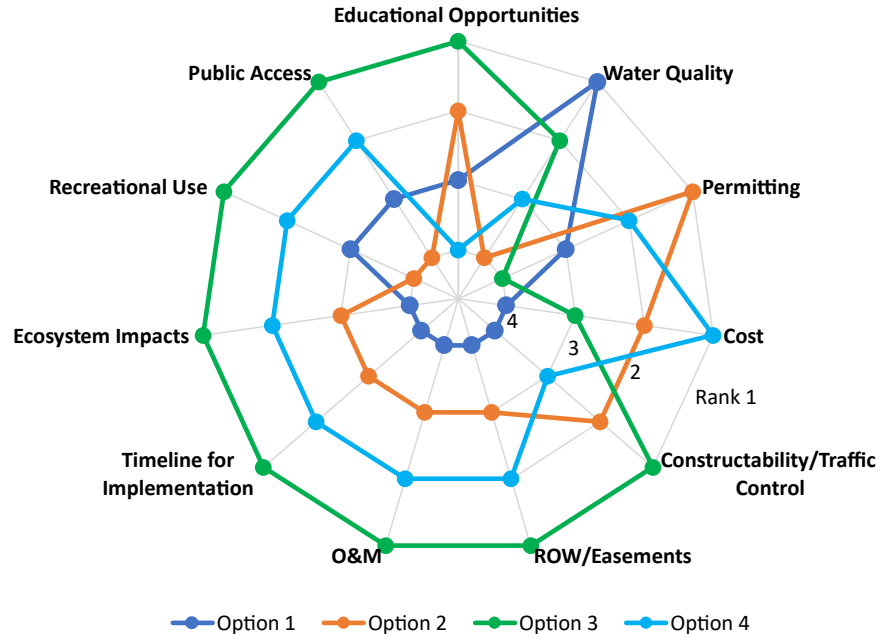 Educational Opportunities
Public Access
Water Quality
Recreational Use
Permitting
Ecosystem Impacts
4
3
Cost
2
Rank 1
Timeline for
Implementation
Constructability/Traffic
Control
O&M
ROW/Easements
Option 1
Option 2
Option 3
Option 4